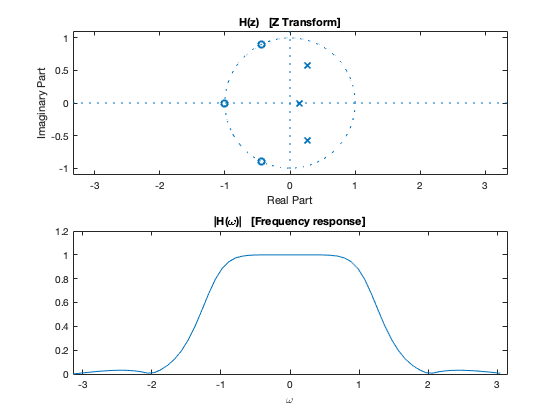 H(z) [Z Transform]
1
0.5
0
-0.5
-1
Imaginary Part
-3 -2 -1 0 1 2 3
Real Part
|H(ω)| [Frequency response]
1.2
1
0.8
0.6
0.4
0.2
0
-3 -2 -1 0 1 2 3
ω